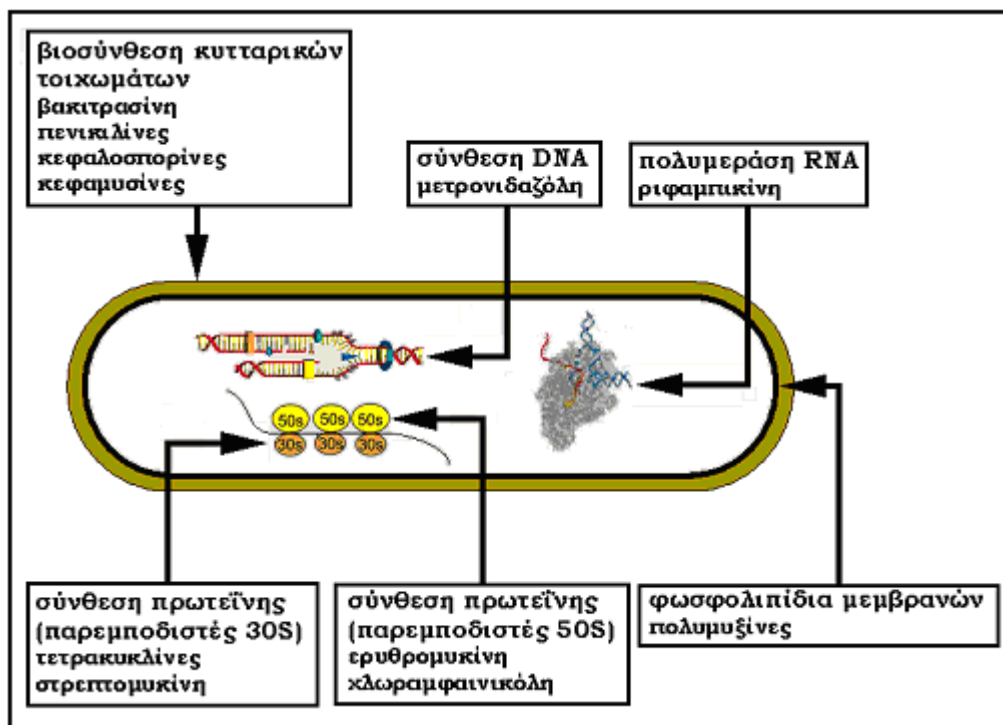 βιοσύνθεση κυτταρικών
τοιχωμάτων
βακιτρασίνη
πενικιλίνες
κεφαλοσπορίνες
κεφαμυσίνες
σύνθεση DNA
μετρονιδαζόλη
πολυμεράση RNA
ριφαμπικίνη
50s 50s 50s
30s 30s 30s
σύνθεση πρωτεΐνης
(παρεμποδιστές 30S)
τετρακυκλίνες
στρεπτομυκίνη
σύνθεση πρωτεΐνης
(παρεμποδιστές 50S)
ερυθρομυκίνη
χλωραμφαινικόλη
φωσφολιπίδια μεμβρανών
πολυμυξίνες